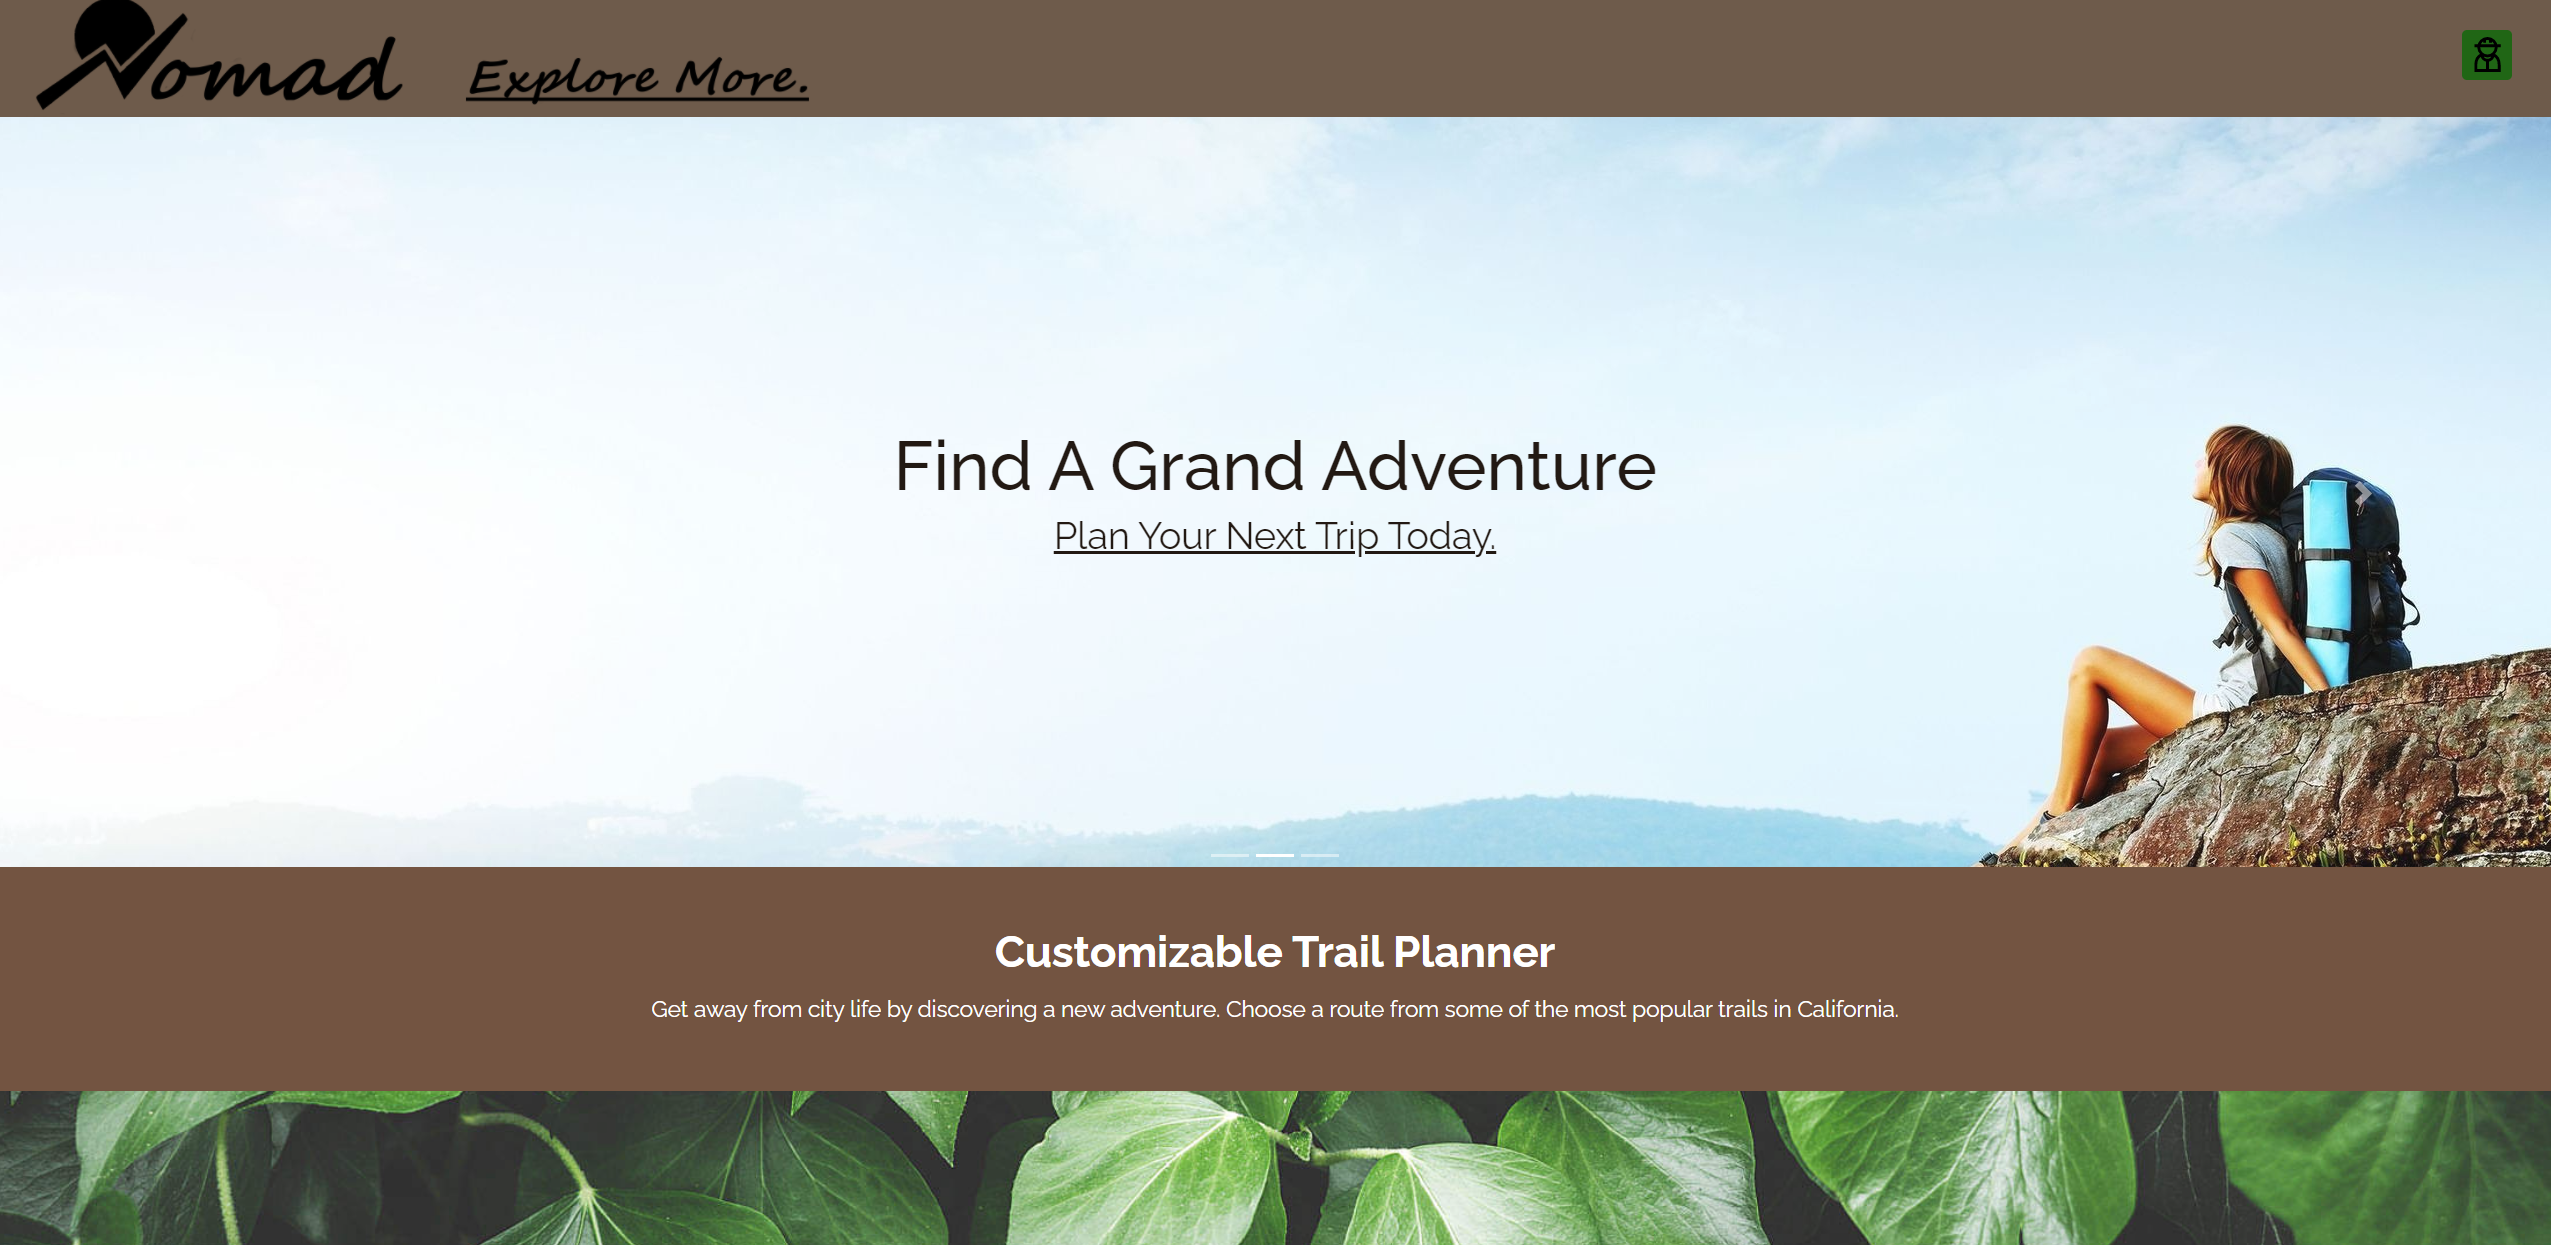 Nomad
Explore More.
Find A Grand Adventure
Plan Your Next Trip Today.
Customizable Trail Planner
Get away from city life by discovering a new adventure. Choose a route from some of the most popular trails in California.